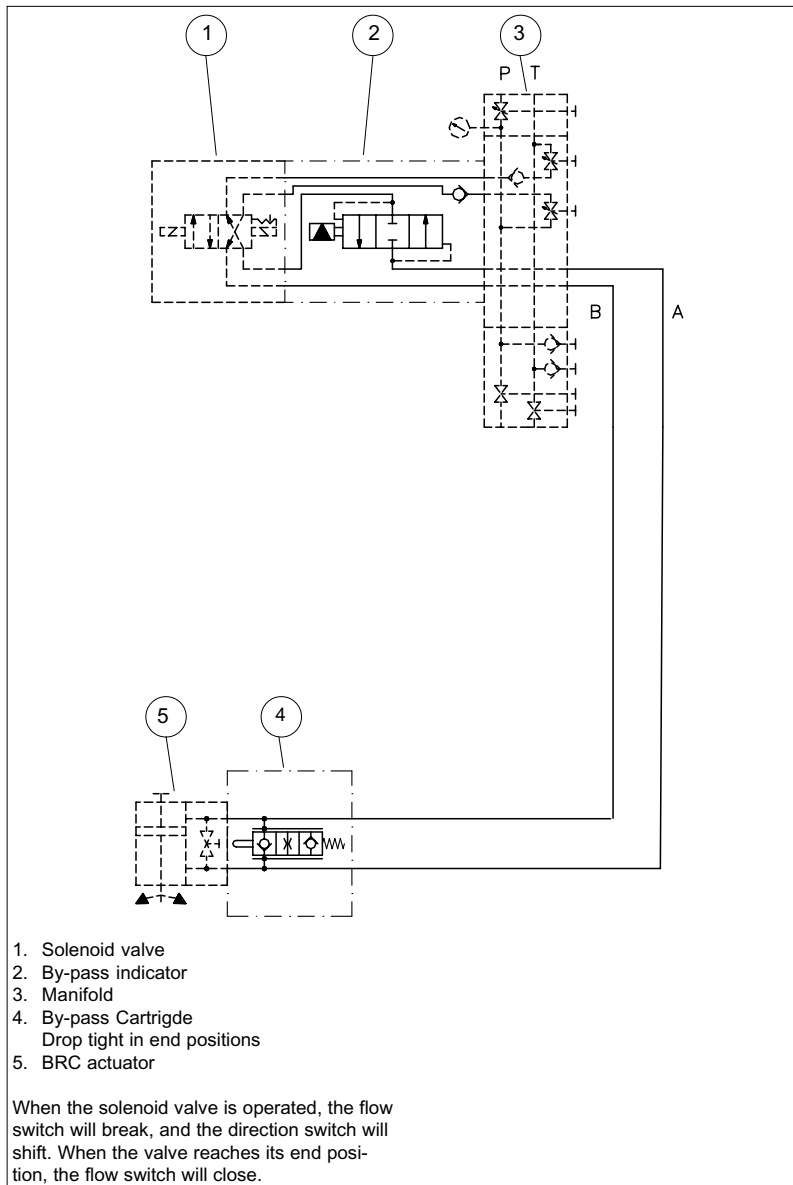 1
2
3
P T
B
A
5
4
1. Solenoid valve
2. By-pass indicator
3. Manifold
4. By-pass Cartrigde
Drop tight in end positions
5. BRC actuator
When the solenoid valve is operated, the flow
switch will break, and the direction switch will
shift. When the valve reaches its end posi-
tion, the flow switch will close.